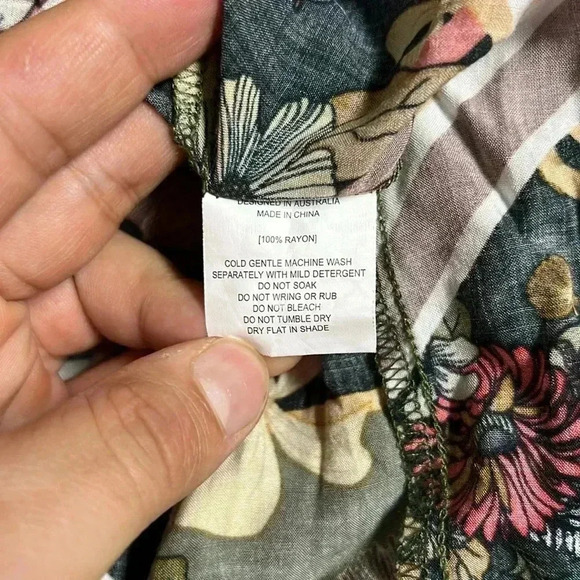 DESIGNED IN AUSTRALIA
MADE IN CHINA
[100% RAYON]
COLD GENTLE MACHINE WASH
SEPARATELY WITH MILD DETERGENT
DO NOT SOAK
DO NOT WRING OR RUB
DO NOT BLEACH
DO NOT TUMBLE DRY
DRY FLAT IN SHADE